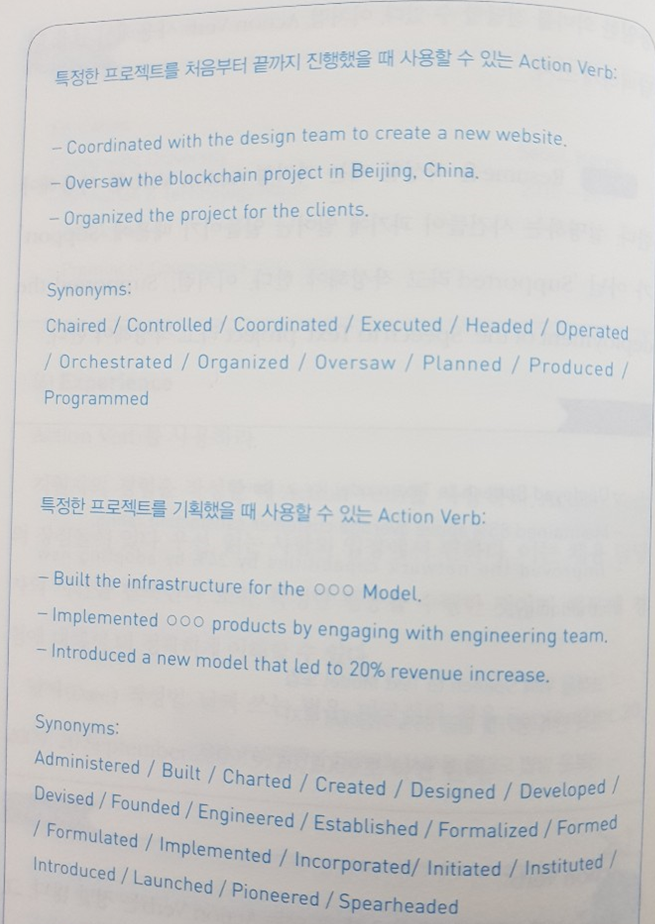 특정한 프로젝트를 처음부터 끝까지 진행했을 때 사용할 수 있는 Action Verb:
– Coordinated with the design team to create a new website.
– Oversaw the blockchain project in Beijing, China.
– Organized the project for the clients.
Synonyms:
Chaired / Controlled / Coordinated / Executed / Headed / Operated
/ Orchestrated / Organized / Oversaw / Planned / Produced /
Programmed
특정한 프로젝트를 기획했을 때 사용할 수 있는 Action Verb:
– Built the infrastructure for the ○○○ Model.
– Implemented ○○○ products by engaging with engineering team.
– Introduced a new model that led to 20% revenue increase.
Synonyms:
Administered / Built / Charted / Created / Designed / Developed /
Devised / Founded / Engineered / Established / Formalized / Formed
/ Formulated / Implemented / Incorporated/ Initiated / Instituted /
Introduced / Launched / Pioneered / Spearheaded